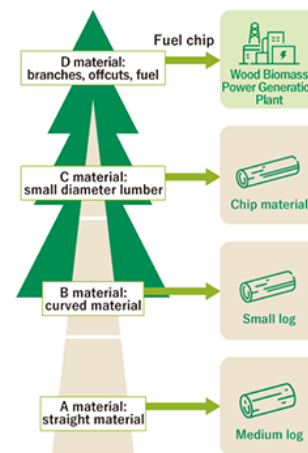 Fuel chip
D material:
branches, offcuts, fuel
Wood Biomass
Power Generation
Plant
C material:
small diameter lumber
Chip material
B material:
curved material
Small log
A material:
straight material
Medium log